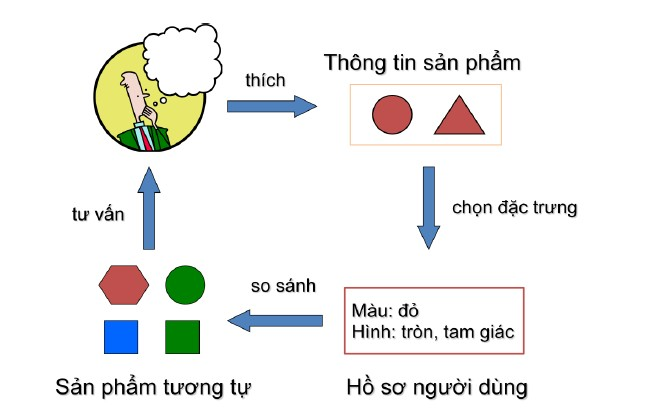 Thông tin sản phẩm
thích
chọn đặc trưng
tư vấn
so sánh
Màu: đỏ
Hình: tròn, tam giác
Sản phẩm tương tự
Hồ sơ người dùng